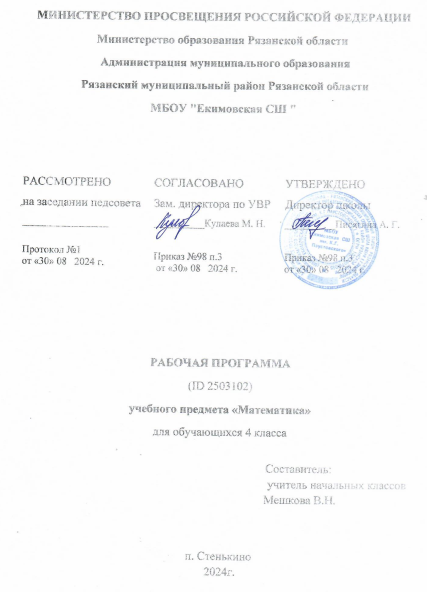 МИНИСТЕРСТВО ПРОСВЕЩЕНИЯ РОССИЙСКОЙ ФЕДЕРАЦИИ
Министерство образования Рязанской области
Администрация муниципального образования
Рязанский муниципальный район Рязанской области
МБОУ "Екимовская СШ "
РАССМОТРЕНО
на заседании педсовета
Протокол №1
от «30» 08 2024 г.
СОГЛАСОВАНО
Зам. директора по УВР
Кулаева М. Н.
Приказ №98 п.3
от «30» 08 2024 г.
УТВЕРЖДЕНО
Директор школы
А. Г.
Приказ №98 п.3
от «30» 08 2024 г.
РАБОЧАЯ ПРОГРАММА
(ID 2503102)
учебного предмета «Математика»
для обучающихся 4 класса
Составитель:
учитель начальных классов
Мешкова В.Н.
п. Стенькино
2024г.